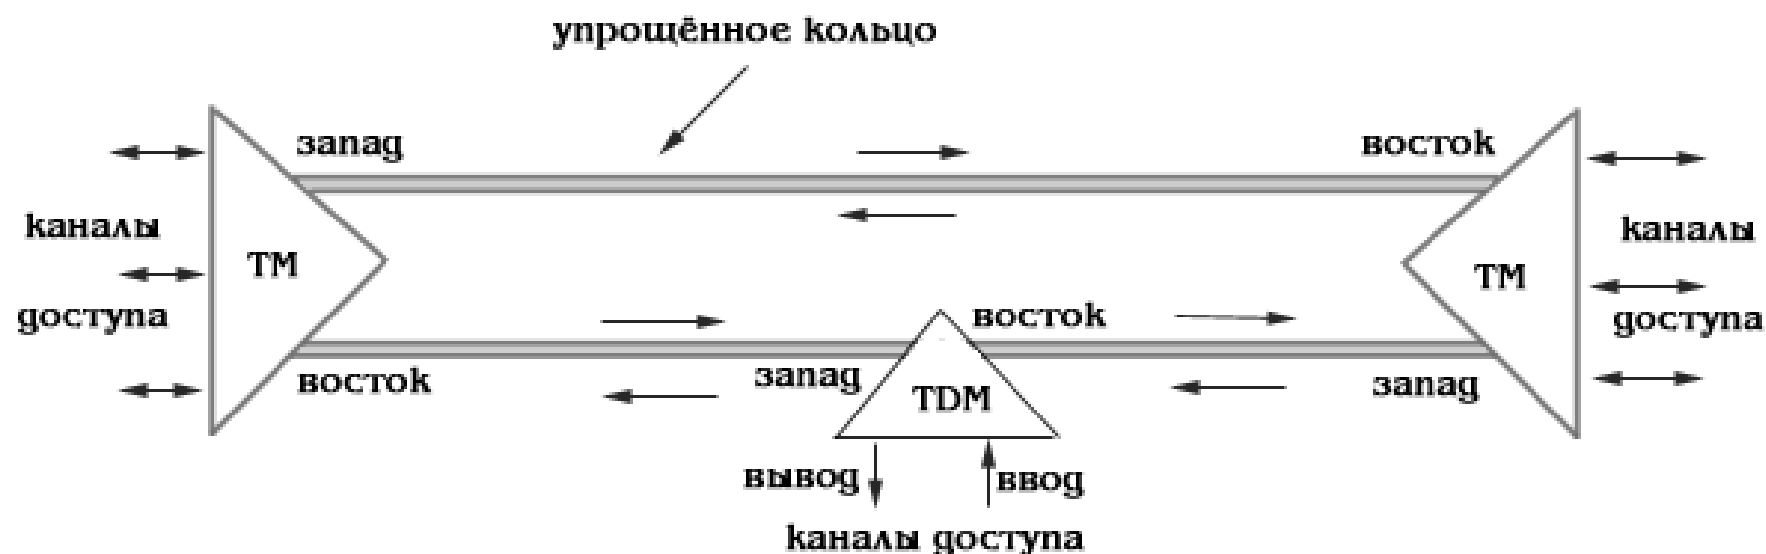 упрощённое кольцо
запад
восток
каналы
каналы
TM
TM
доступа
восток
доступа
восток
запад
запад
TDM
вывод
ввод
каналы доступа